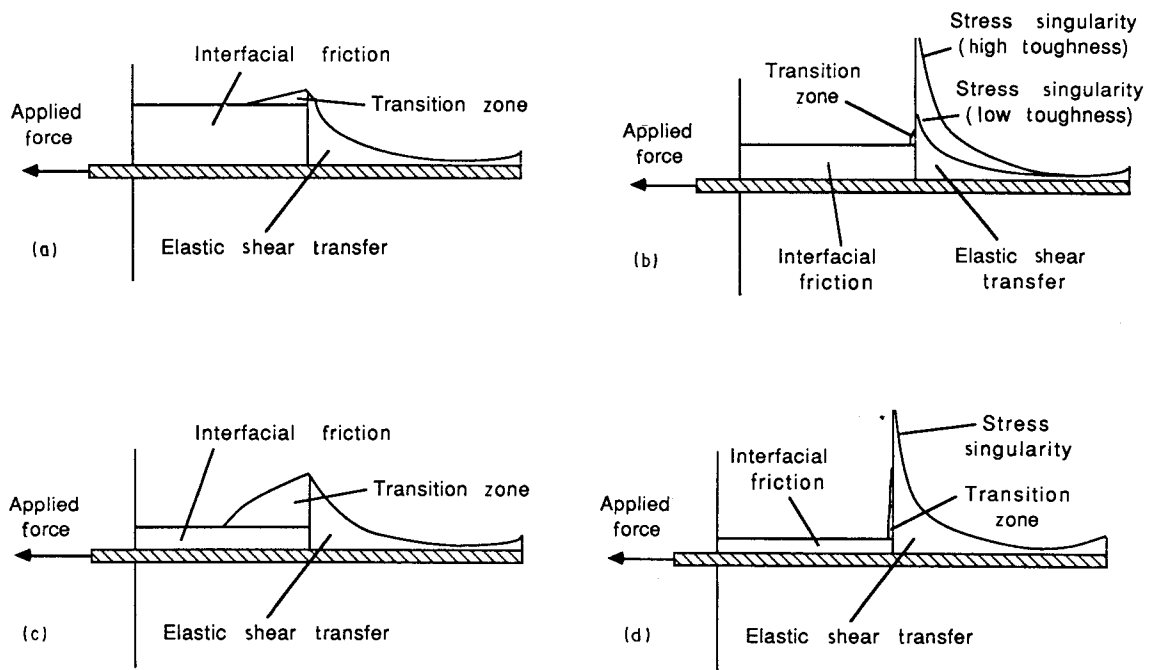 Interfacial friction
Transition zone
Applied
force
Elastic shear transfer
(a)
Stress singularity
(high toughness)
Transition
zone
Stress singularity
(low toughness)
Applied
force
Interfacial
friction
Elastic shear
transfer
(b)
Interfacial friction
Transition zone
Applied
force
Elastic shear transfer
(c)
Stress
singularity
Interfacial
friction
Transition
zone
Applied
force
Elastic shear transfer
(d)